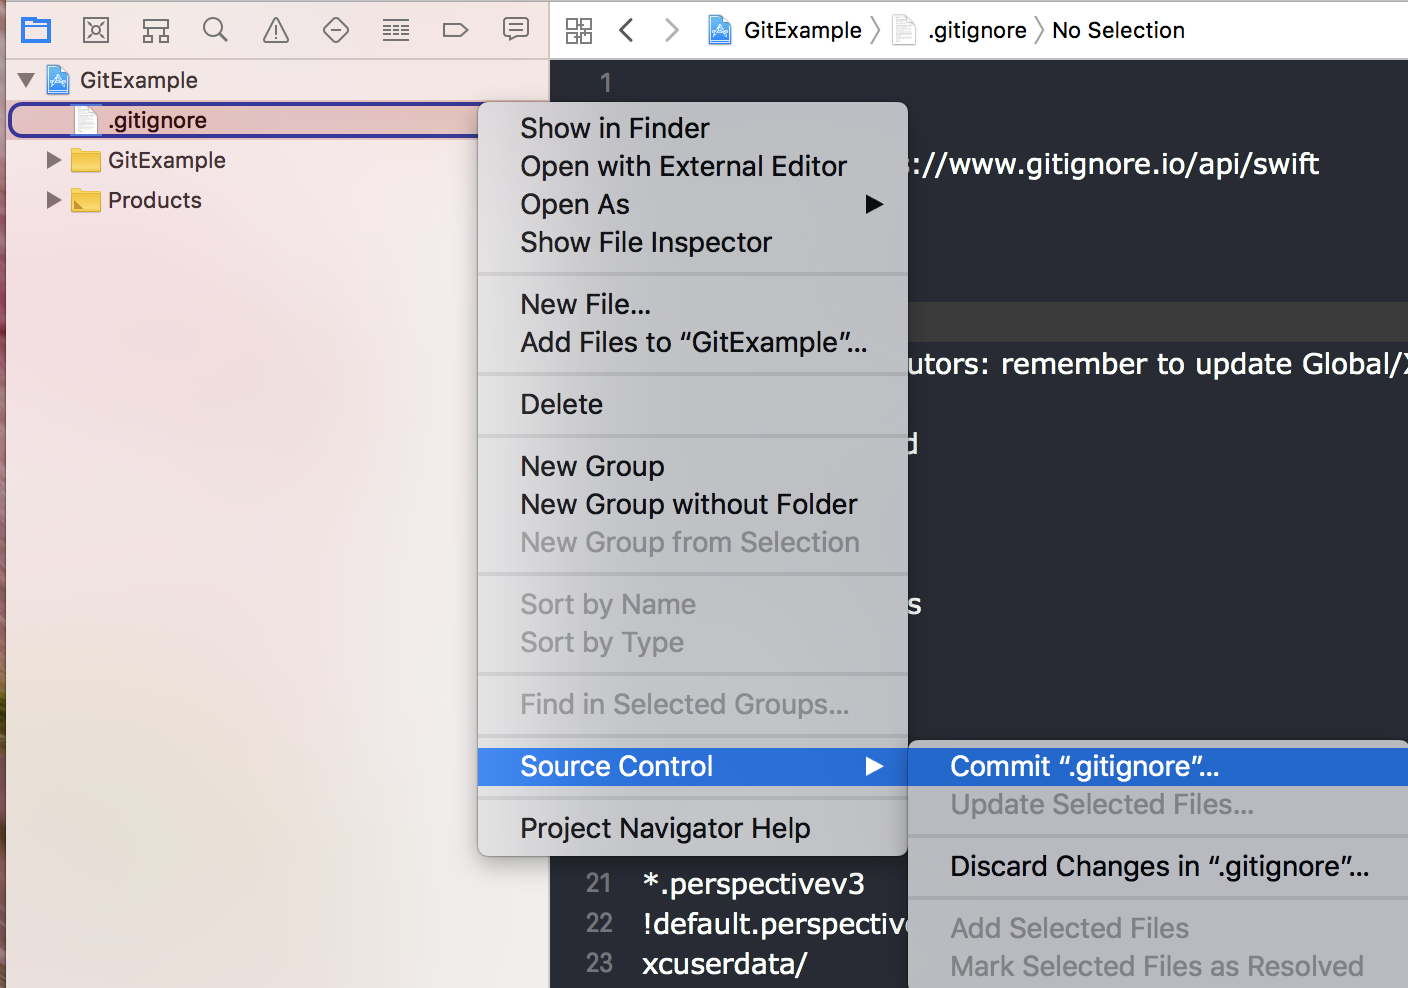 GitExample
.gitignore
No Selection
GitExample
.gitignore
GitExample
Products
Show in Finder
Open with External Editor
Open As
Show File Inspector
New File...
Add Files to “GitExample”...
Delete
New Group
New Group without Folder
New Group from Selection
Sort by Name
Sort by Type
Find in Selected Groups...
Source Control
Project Navigator Help
Commit “.gitignore”...
Update Selected Files...
Discard Changes in “.gitignore”...
Add Selected Files
Mark Selected Files as Resolved
1
://www.gitignore.io/api/swift
utors: remember to update Global/
d
s
21 *.perspectivev3
22 !default.perspectiv
23 xcuserdata/